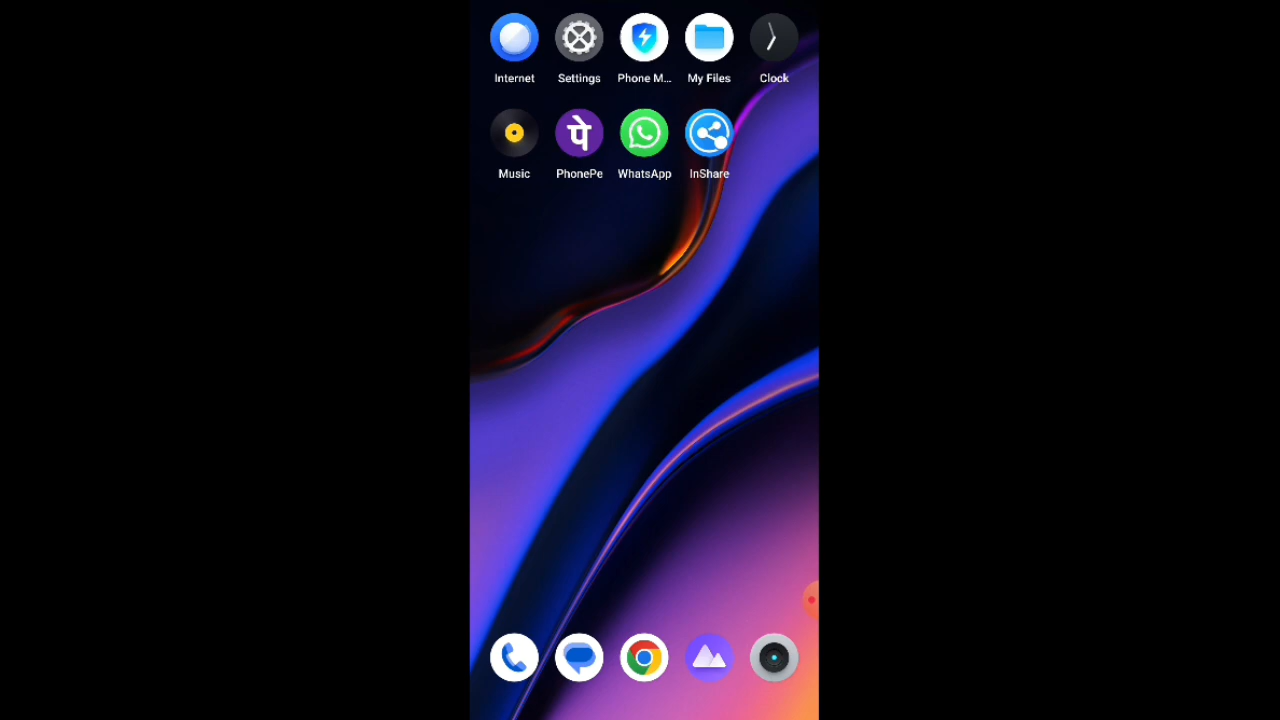 Internet Settings Phone M... My Files Clock
पे
Music PhonePe WhatsApp InShare